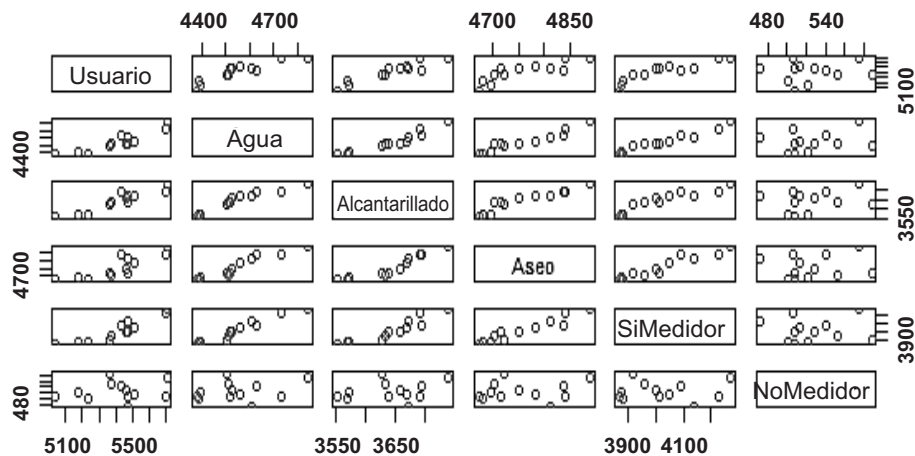 4400 4700 4700 4850 480 540
Usuario 5100
4400 Agua
Alcantarillado 3550
4700 Aseo
SiMedidor 3900
480 NoMedidor
5100 5500 3550 3650 3900 4100